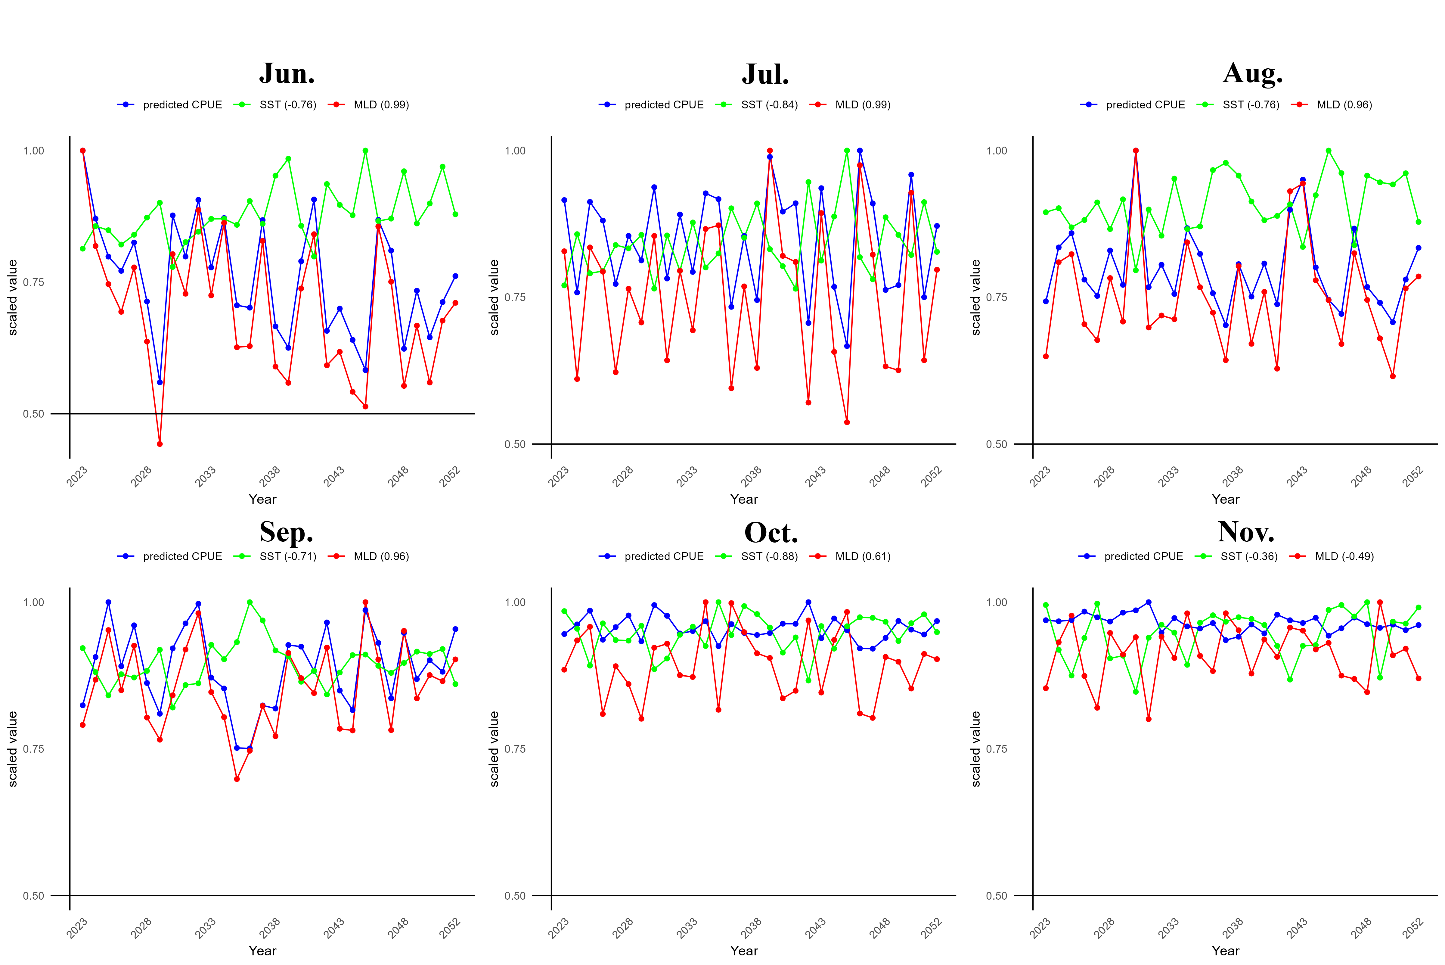 Jun.
predicted CPUE SST (-0.76) MLD (0.99)
1.00
0.75
0.50
scaled value
2023 2028 2033 2038 2043 2048 2052
Year
Jul.
predicted CPUE SST (-0.84) MLD (0.99)
1.00
0.75
0.50
scaled value
2023 2028 2033 2038 2043 2048 2052
Year
Aug.
predicted CPUE SST (-0.76) MLD (0.96)
1.00
0.75
0.50
scaled value
2023 2028 2033 2038 2043 2048 2052
Year
Sep.
predicted CPUE SST (-0.71) MLD (0.96)
1.00
0.75
0.50
scaled value
2023 2028 2033 2038 2043 2048 2052
Year
Oct.
predicted CPUE SST (-0.88) MLD (0.61)
1.00
0.75
0.50
scaled value
2023 2028 2033 2038 2043 2048 2052
Year
Nov.
predicted CPUE SST (-0.36) MLD (-0.49)
1.00
0.75
0.50
scaled value
2023 2028 2033 2038 2043 2048 2052
Year